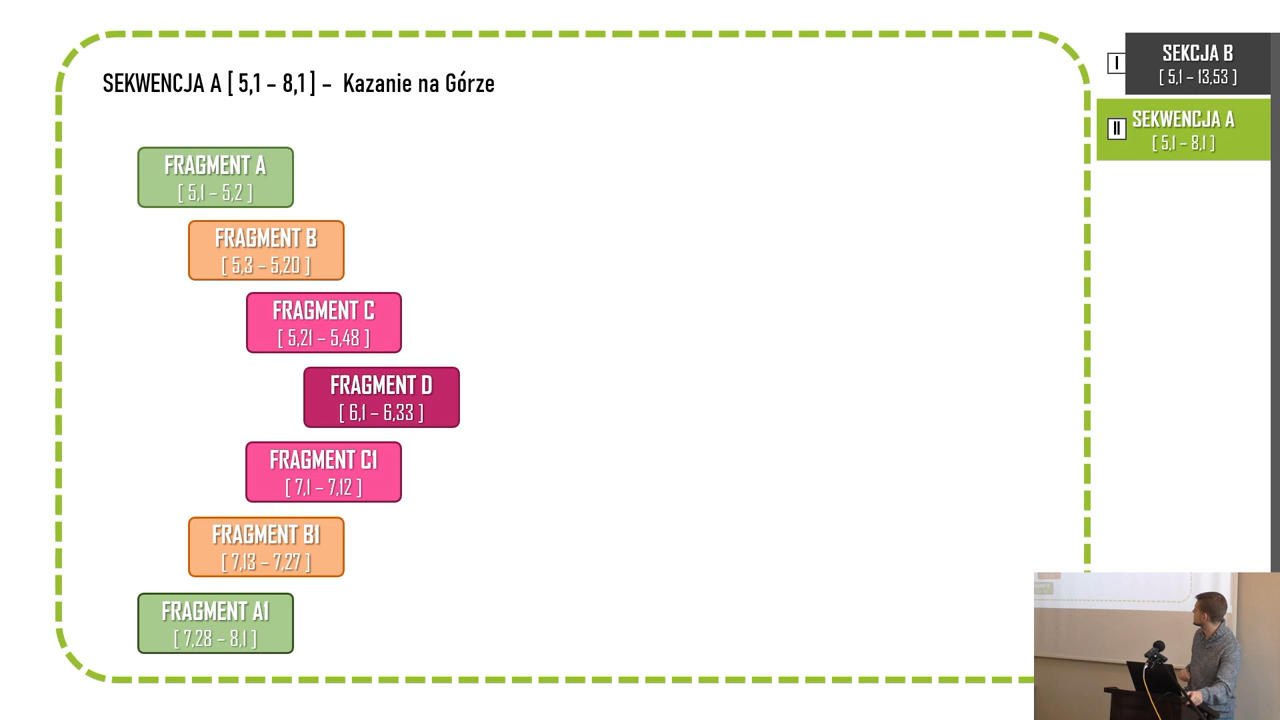 SEKWENCJA A [ 5,1 – 8,1 ] – Kazanie na Górze
FRAGMENT A
[ 5,1 – 5,2 ]
FRAGMENT B
[ 5,3 – 5,20 ]
FRAGMENT C
[ 5,21 – 5,48 ]
FRAGMENT D
[ 6,1 – 6,33 ]
FRAGMENT C1
[ 7,1 – 7,12 ]
FRAGMENT B1
[ 7,13 – 7,27 ]
FRAGMENT A1
[ 7,28 – 8,1 ]
I
SEKCJA B
[ 5,1 – 13,53 ]
II
SEKWENCJA A
[ 5,1 – 8,1 ]